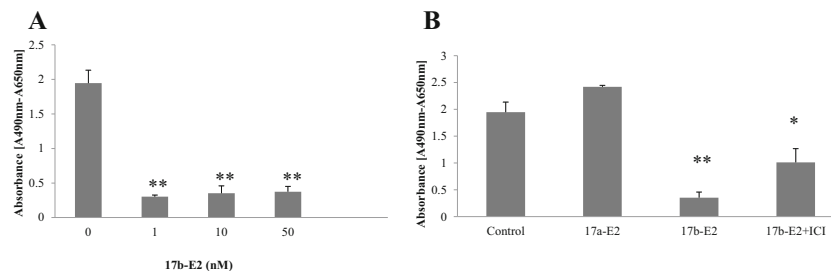 A
Absorbance [A490nm-A650nm]
2.5
2
1.5
1
0.5
0
**
**
**
0 1 10 50
17b-E2 (nM)
B
Absorbance [A490nm-A650nm]
3
2.5
2
1.5
1
0.5
0
**
*
Control 17a-E2 17b-E2 17b-E2+ICI